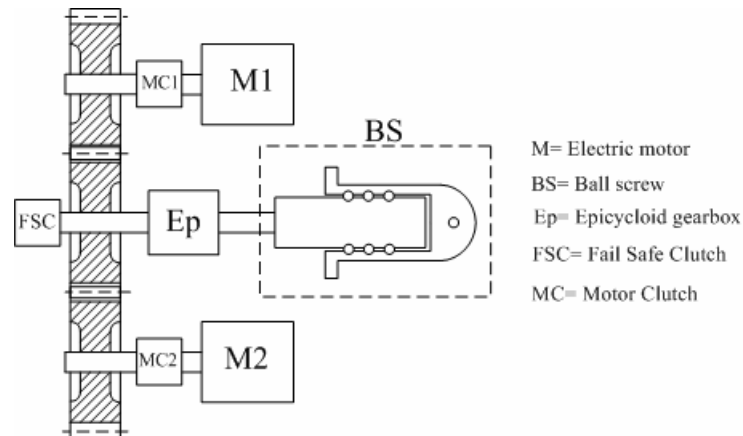 MC1
M1
BS
FSC
Ep
MC2
M2
M= Electric motor
BS= Ball screw
Ep= Epicycloid gearbox
FSC= Fail Safe Clutch
MC= Motor Clutch